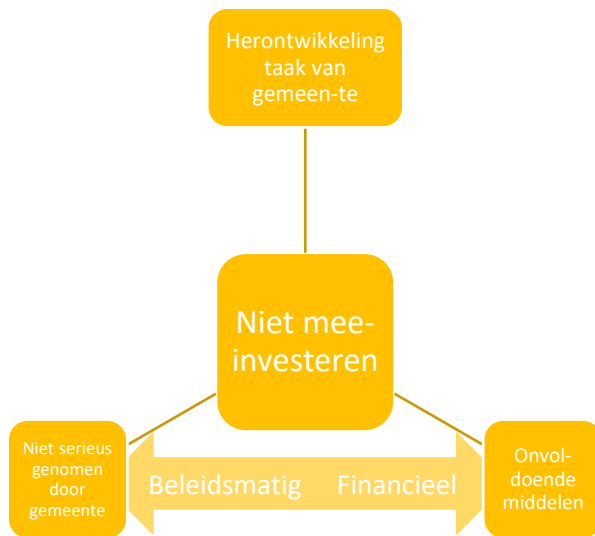 Herontwikkeling
taak van
gemeen-te
Niet mee-
investeren
Niet serieus
genomen
door
gemeente
Beleidsmatig Financieel
Onvol-
doende
middelen